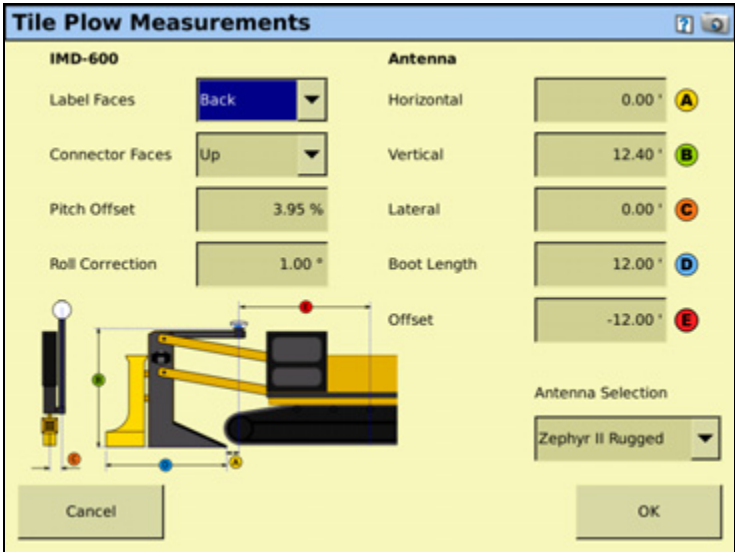 Tile Plow Measurements
?
IMD-600
Antenna
Label Faces
Back
Horizontal
0.00 '
A
Connector Faces
Up
Vertical
12.40 '
B
Pitch Offset
3.95 %
Lateral
0.00 '
C
Roll Correction
1.00 °
Boot Length
12.00 '
D
Offset
-12.00 '
E
E
B
C
D
A
Antenna Selection
Zephyr II Rugged
Cancel
OK